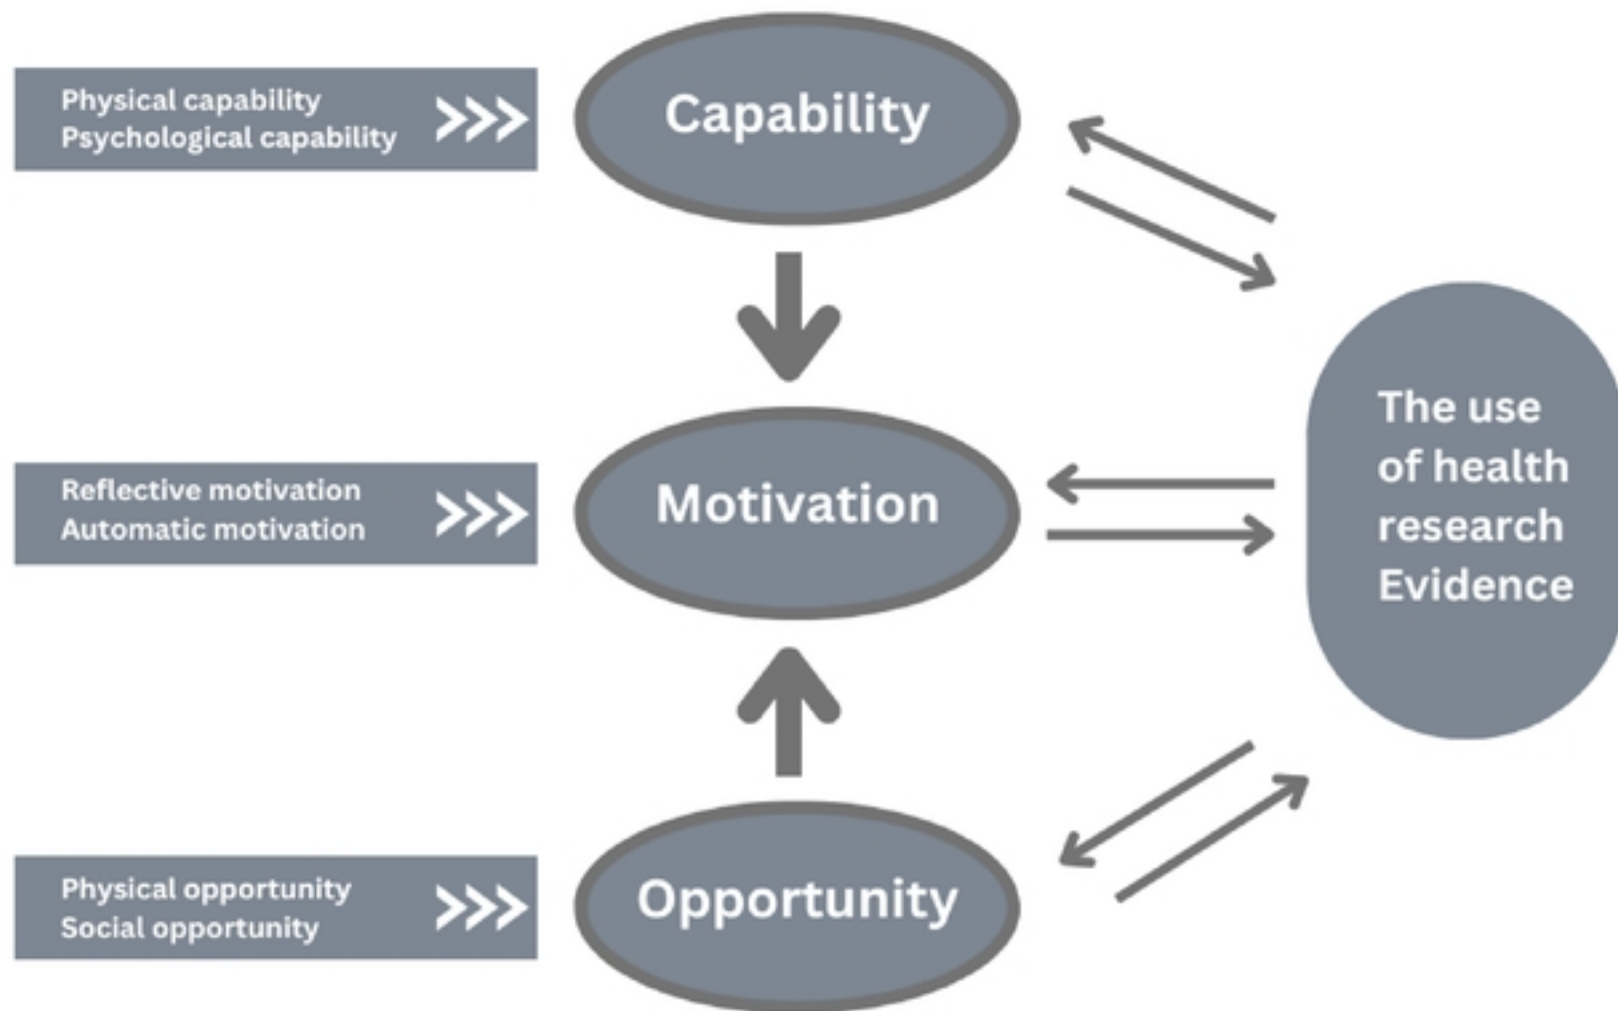 Physical capability
Psychological capability
Capability
Reflective motivation
Automatic motivation
Motivation
The use
of health
research
Evidence
Physical opportunity
Social opportunity
Opportunity